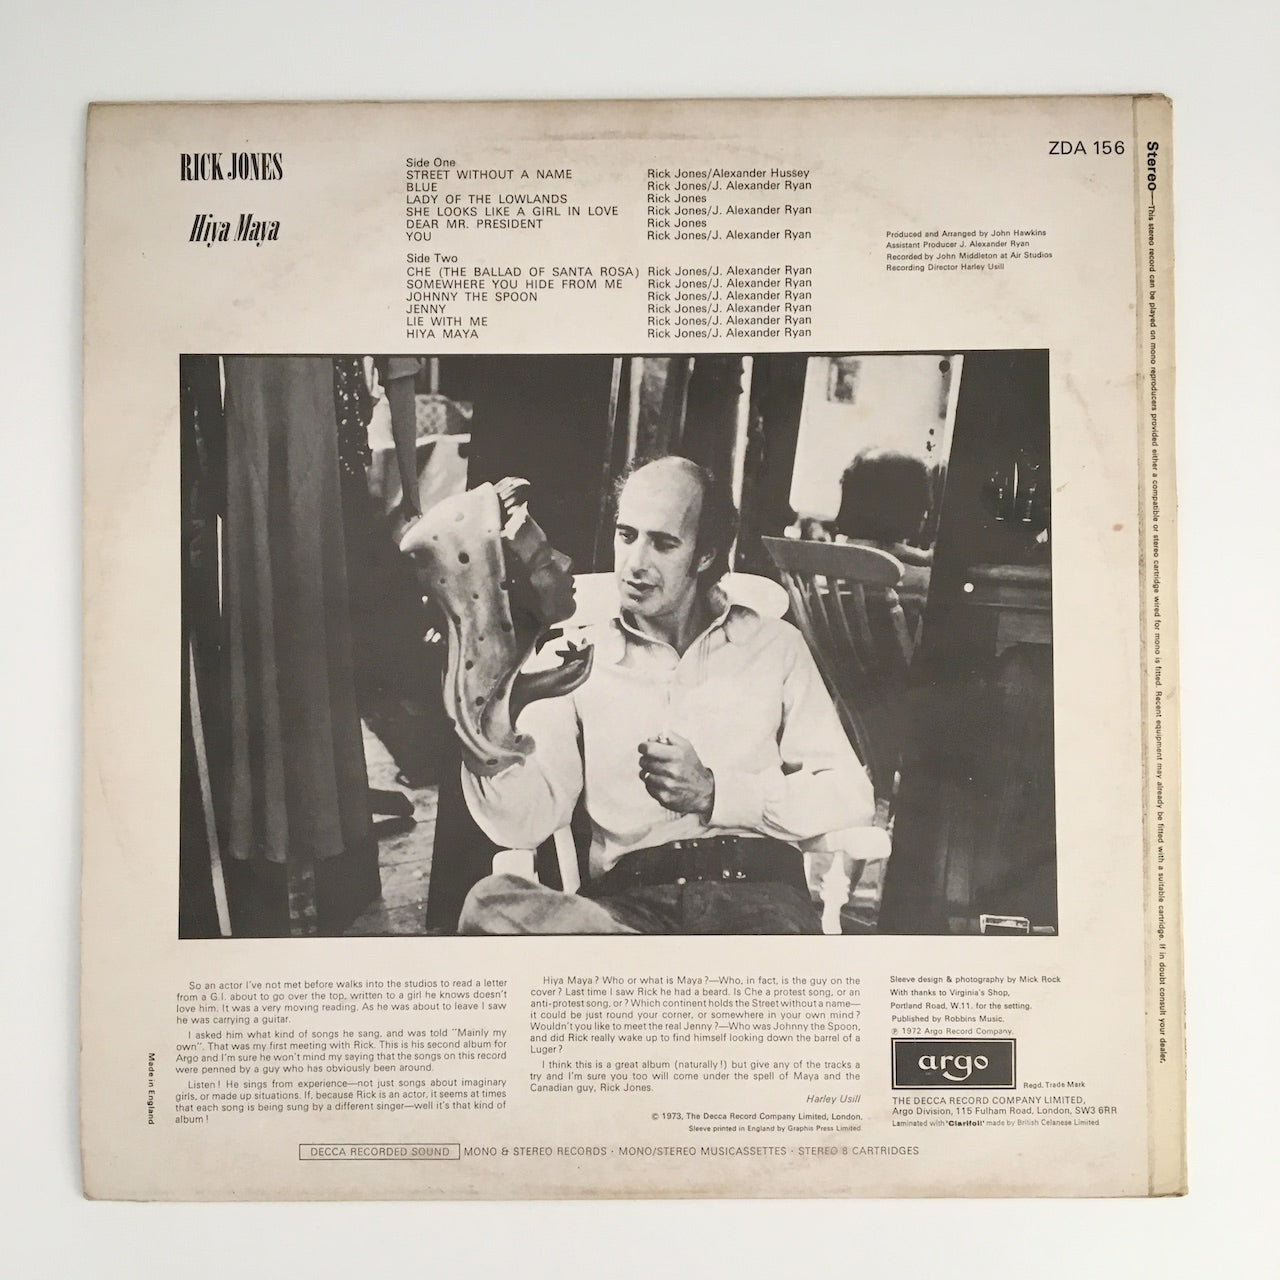 RICK JONES
Hiya Maya
Side One
STREET WITHOUT A NAME Rick Jones/Alexander Hussey
BLUE Rick Jones/J. Alexander Ryan
LADY OF THE LOWLANDS Rick Jones
SHE LOOKS LIKE A GIRL IN LOVE Rick Jones/J. Alexander Ryan
DEAR MR. PRESIDENT Rick Jones
YOU Rick Jones/J. Alexander Ryan
Side Two
CHE (THE BALLAD OF SANTA ROSA) Rick Jones/J. Alexander Ryan
SOMEWHERE YOU HIDE FROM ME Rick Jones/J. Alexander Ryan
JOHNNY THE SPOON Rick Jones/J. Alexander Ryan
JENNY Rick Jones/J. Alexander Ryan
LIE WITH ME Rick Jones/J. Alexander Ryan
HIYA MAYA Rick Jones/J. Alexander Ryan
ZDA 156
Produced and Arranged by John Hawkins
Assistant Producer J. Alexander Ryan
Recorded by John Middleton at Air Studios
Recording Director Harley Usill
Stereo—This stereo record can be played on mono reproducers provided either a compatible or stereo cartridge wired for mono is fitted. Recent equipment may already be fitted with a suitable cartridge. If in doubt consult your dealer.
So an actor I've not met before walks into the studios to read a letter
from a G.I. about to go over the top, written to a girl he knows doesn't
love him. It was a very moving reading. As he was about to leave I saw
he was carrying a guitar.
I asked him what kind of songs he sang, and was told "Mainly my
own". That was my first meeting with Rick. This is his second album for
Argo and I'm sure he won't mind my saying that the songs on this record
were penned by a guy who has obviously been around.
Listen! He sings from experience—not just songs about imaginary
girls, or made up situations. If, because Rick is an actor, it seems at times
that each song is being sung by a different singer—well it's that kind of
album!
Hiya Maya? Who or what is Maya?—Who, in fact, is the guy on the
cover? Last time I saw Rick he had a beard. Is Che a protest song, or an
anti-protest song, or? Which continent holds the Street without a name—
it could be just round your corner, or somewhere in your own mind?
Wouldn't you like to meet the real Jenny?—Who was Johnny the Spoon,
and did Rick really wake up to find himself looking down the barrel of a
Luger?
I think this is a great album (naturally!) but give any of the tracks a
try and I'm sure you too will come under the spell of Maya and the
Canadian guy, Rick Jones.
Harley Usill
© 1973, The Decca Record Company Limited, London.
Sleeve printed in England by Graphis Press Limited
Sleeve design & photography by Mick Rock
With thanks to Virginia's Shop,
Portland Road, W.11. for the setting.
Published by Robbins Music.
℗ 1972 Argo Record Company.
argo
Regd. Trade Mark
THE DECCA RECORD COMPANY LIMITED,
Argo Division, 115 Fulham Road, London, SW3 6RR
Laminated with 'Clarifoil' made by British Celanese Limited
Made in England
DECCA RECORDED SOUND MONO & STEREO RECORDS · MONO/STEREO MUSICASSETTES · STEREO 8 CARTRIDGES